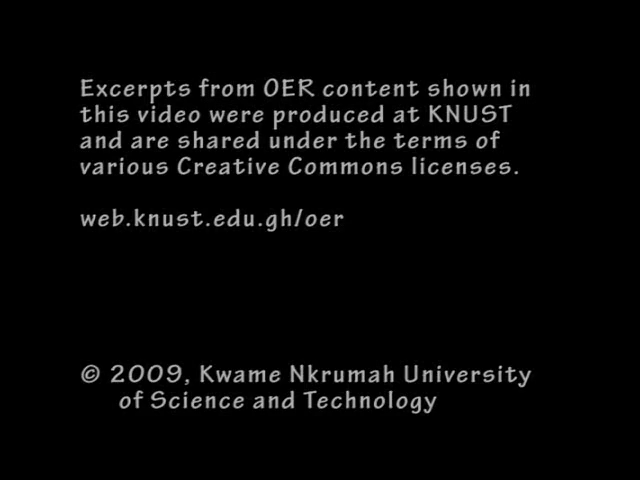 Excerpts from OER content shown in
this video were produced at KNUST
and are shared under the terms of
various Creative Commons licenses.
web.knust.edu.gh/oer
© 2009, Kwame Nkrumah University
of Science and Technology